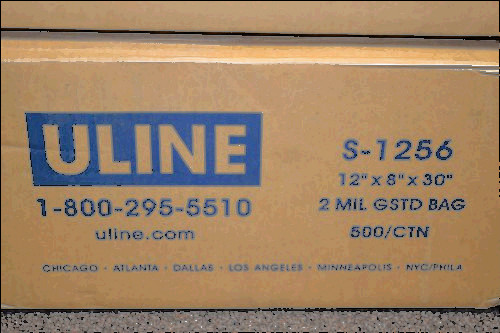 ULINE
1-800-295-5510
uline.com
S-1256
12" x 8" x 30"
2 MIL GSTD BAG
500/CTN
CHICAGO · ATLANTA · DALLAS · LOS ANGELES · MINNEAPOLIS · NYC/PHILA